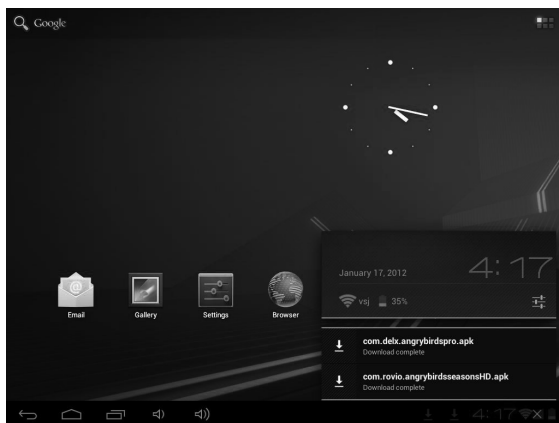 Google
January 17, 2012
4:17
vsj
35%
Email
Gallery
Settings
Browser
com.delx.angrybirdspro.apk
Download complete
com.rovio.angrybirdsseasonsHD.apk
Download complete
4:17